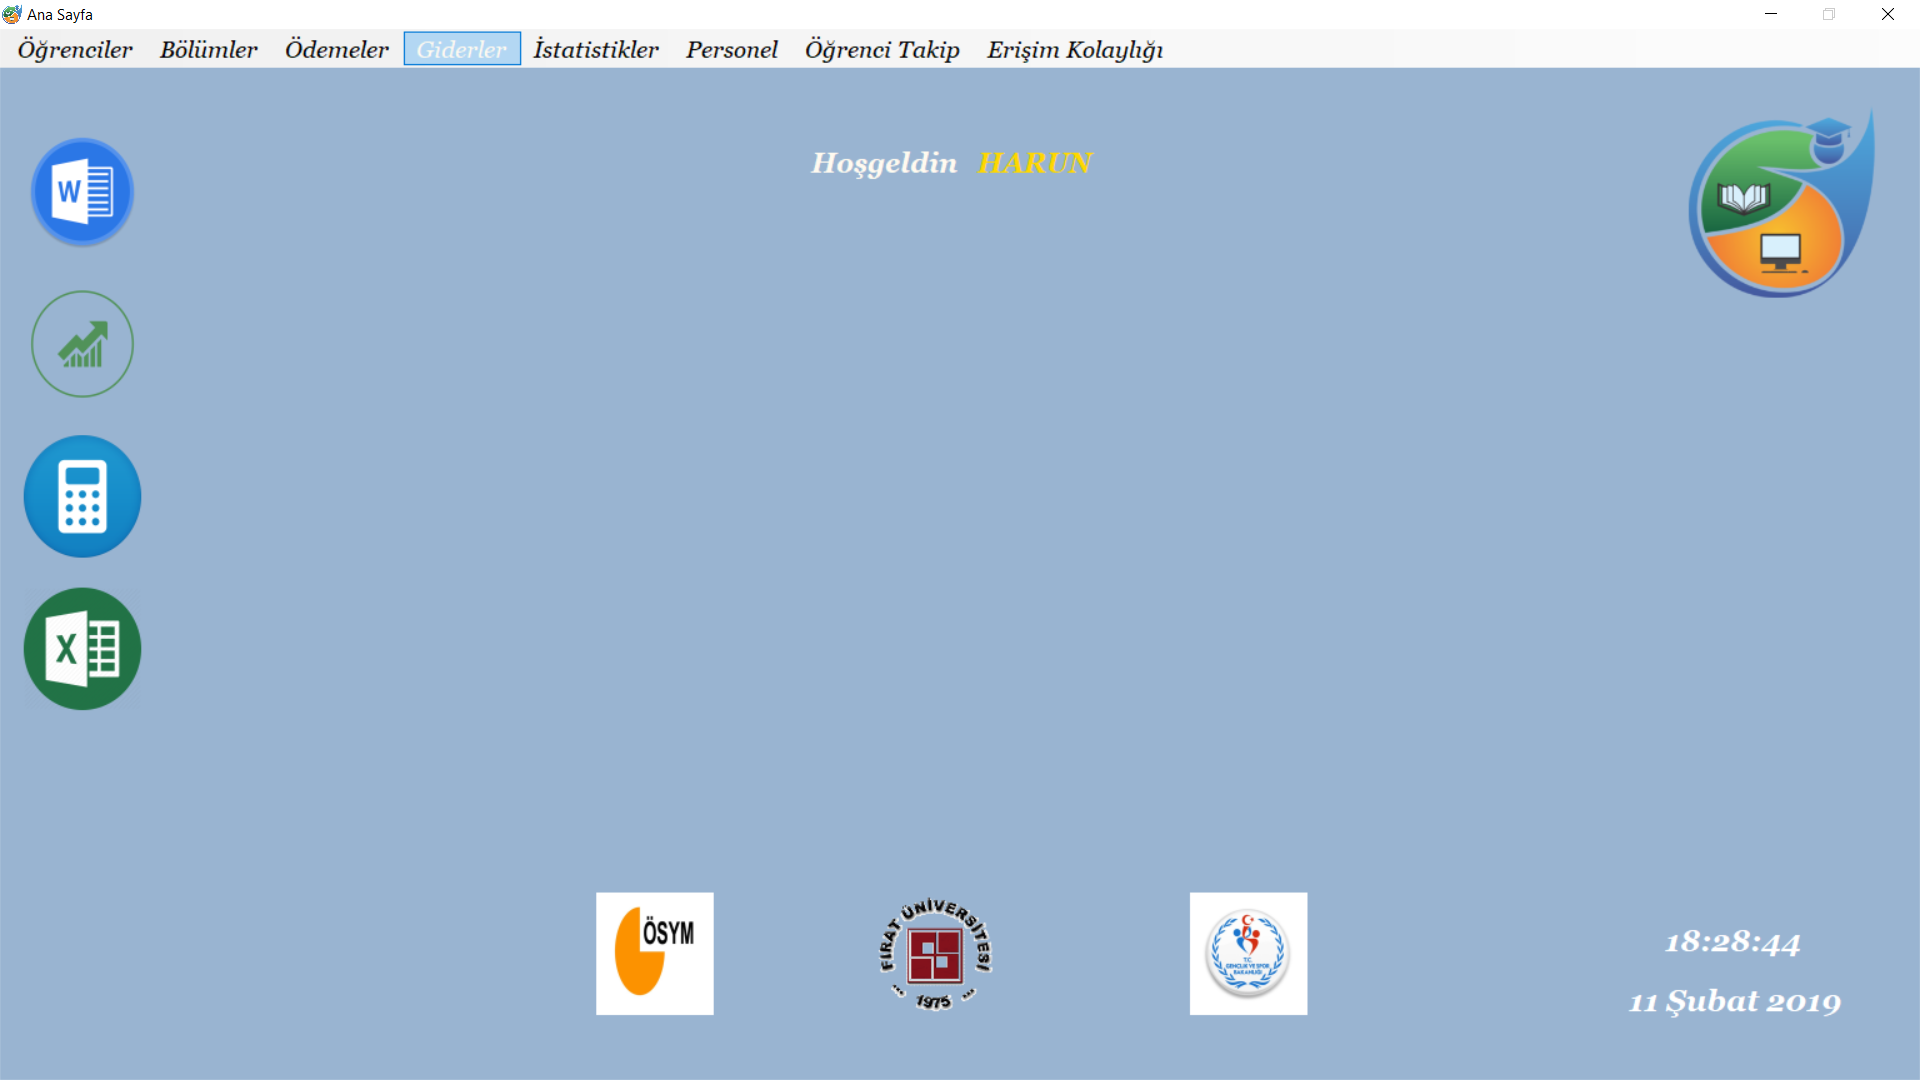 Ana Sayfa
Öğrenciler Bölümler Ödemeler Giderler İstatistikler Personel Öğrenci Takip Erişim Kolaylığı
Hoşgeldin HARUN
W
X
ÖSYM
FIRAT ÜNİVERSİTESİ
1975
T.C.
GENÇLİK VE SPOR
BAKANLIĞI
18:28:44
11 Şubat 2019